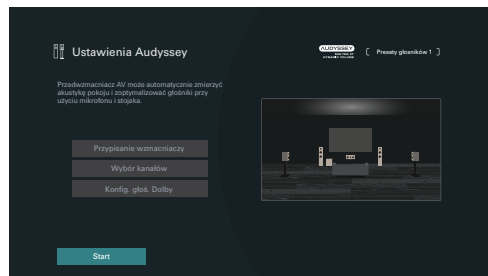 Ustawienia Audyssey
AUDYSSEY
Presety głośników 1
Przedwzmacniacz AV może automatycznie zmierzyć
akustykę pokoju i zoptymalizować głośniki przy
użyciu mikrofonu i stojaka.
Przypisanie wzmacniaczy
Wybór kanałów
Konfig. głoś. Dolby
Start